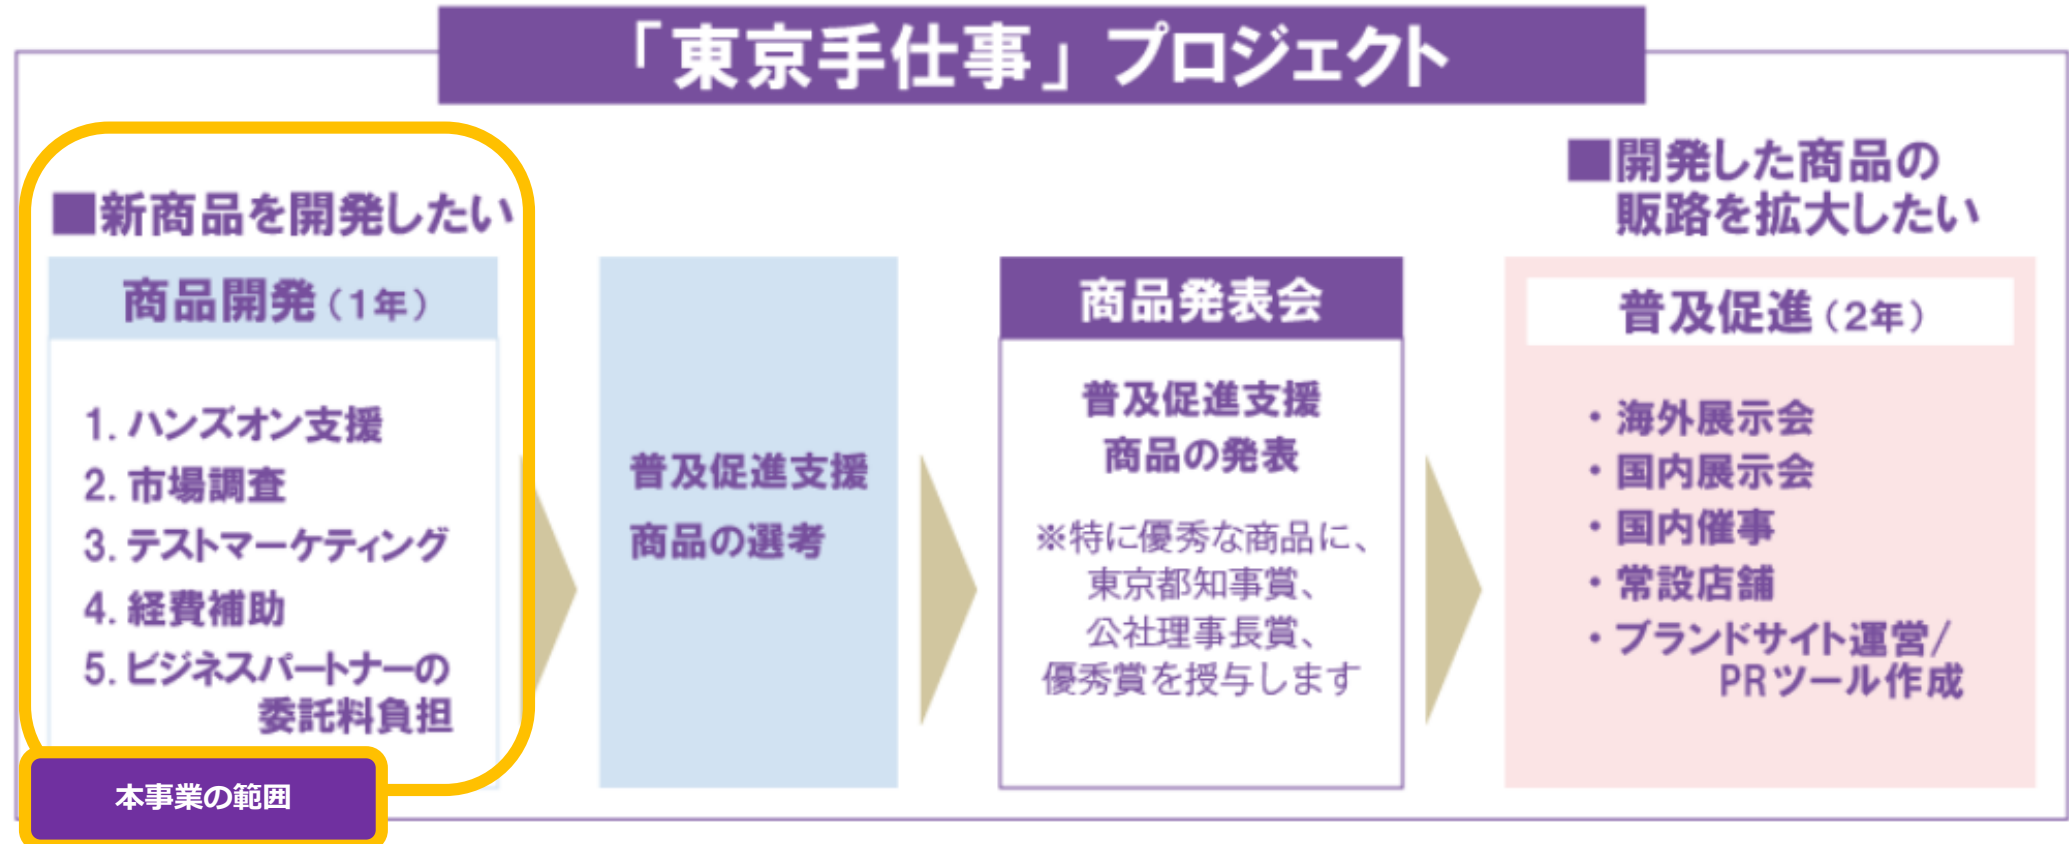 「東京手仕事」プロジェクト
■新商品を開発したい
商品開発（1年）
1. ハンズオン支援
2. 市場調査
3. テストマーケティング
4. 経費補助
5. ビジネスパートナーの
委託料負担
本事業の範囲
普及促進支援
商品の選考
商品発表会
普及促進支援
商品の発表
※特に優秀な商品に、
東京都知事賞、
公社理事長賞、
優秀賞を授与します
■開発した商品の
販路を拡大したい
普及促進（2年）
・海外展示会
・国内展示会
・国内催事
・常設店舗
・ブランドサイト運営/
PRツール作成